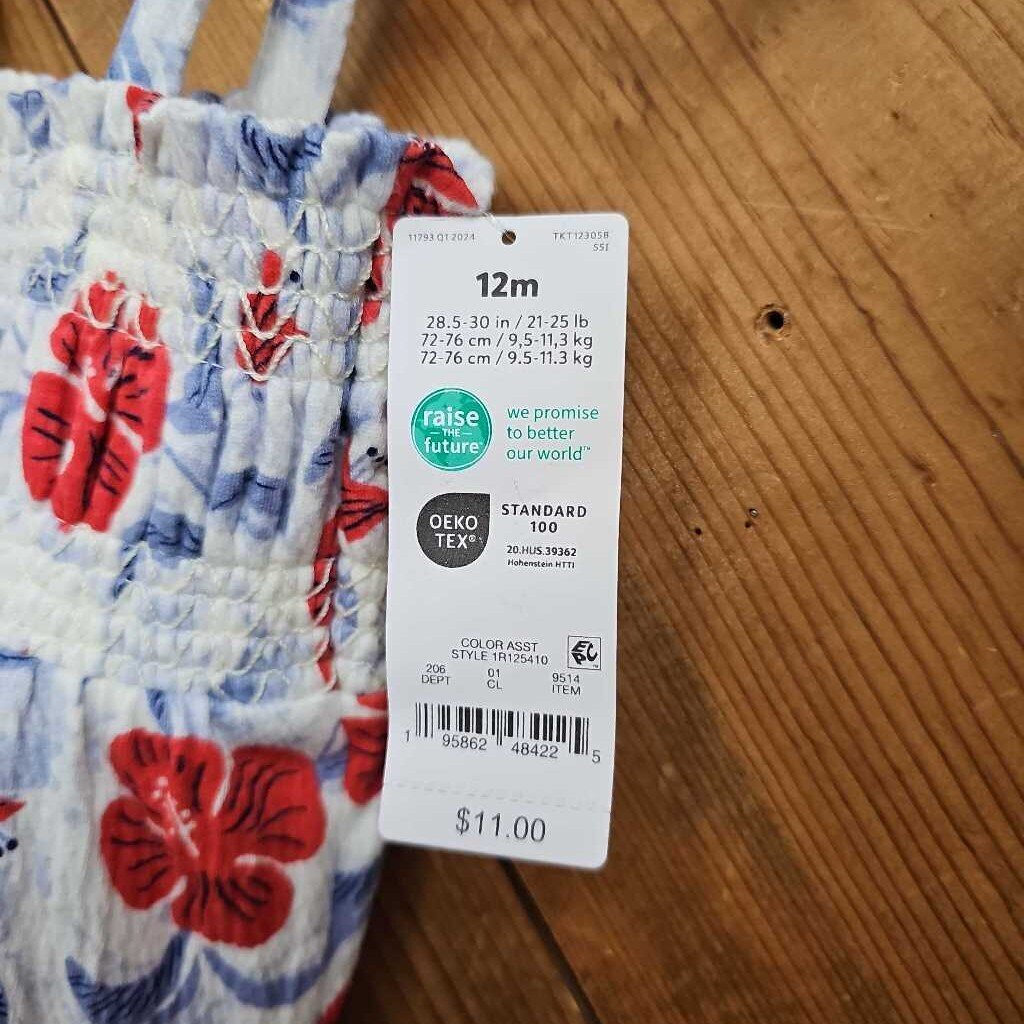 11793 Q1 2024
TKT12305B
SS1
12m
28.5-30 in / 21-25 lb
72-76 cm / 9,5-11,3 kg
72-76 cm / 9.5-11.3 kg
raise
THE
future
we promise
to better
our world™
OEKO
TEX®
STANDARD
100
20.HUS.39362
Hohenstein HTTI
COLOR ASST
STYLE 1R125410
EPC
206
DEPT
01
CL
9514
ITEM
1 95862 48422 5
$11.00